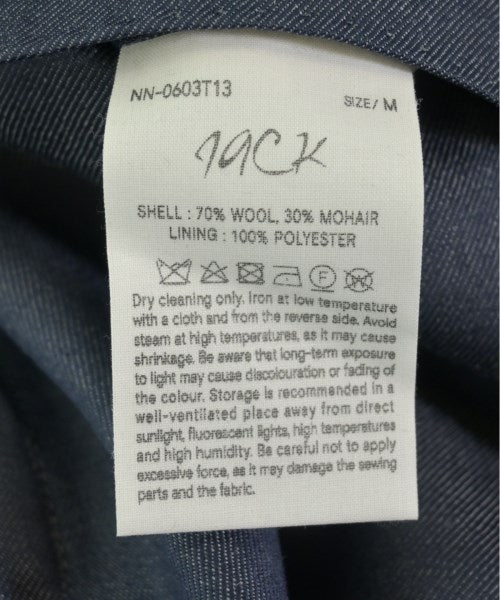 NN-0603T13
SIZE/ M
JACK
SHELL : 70% WOOL, 30% MOHAIR
LINING : 100% POLYESTER
F
Dry cleaning only. Iron at low temperature
with a cloth and from the reverse side. Avoid
steam at high temperatures, as it may cause
shrinkage. Be aware that long-term exposure
to light may cause discolouration or fading of
the colour. Storage is recommended in a
well-ventilated place away from direct
sunlight, fluorescent lights, high temperatures
and high humidity. Be careful not to apply
excessive force, as it may damage the sewing
parts and the fabric.